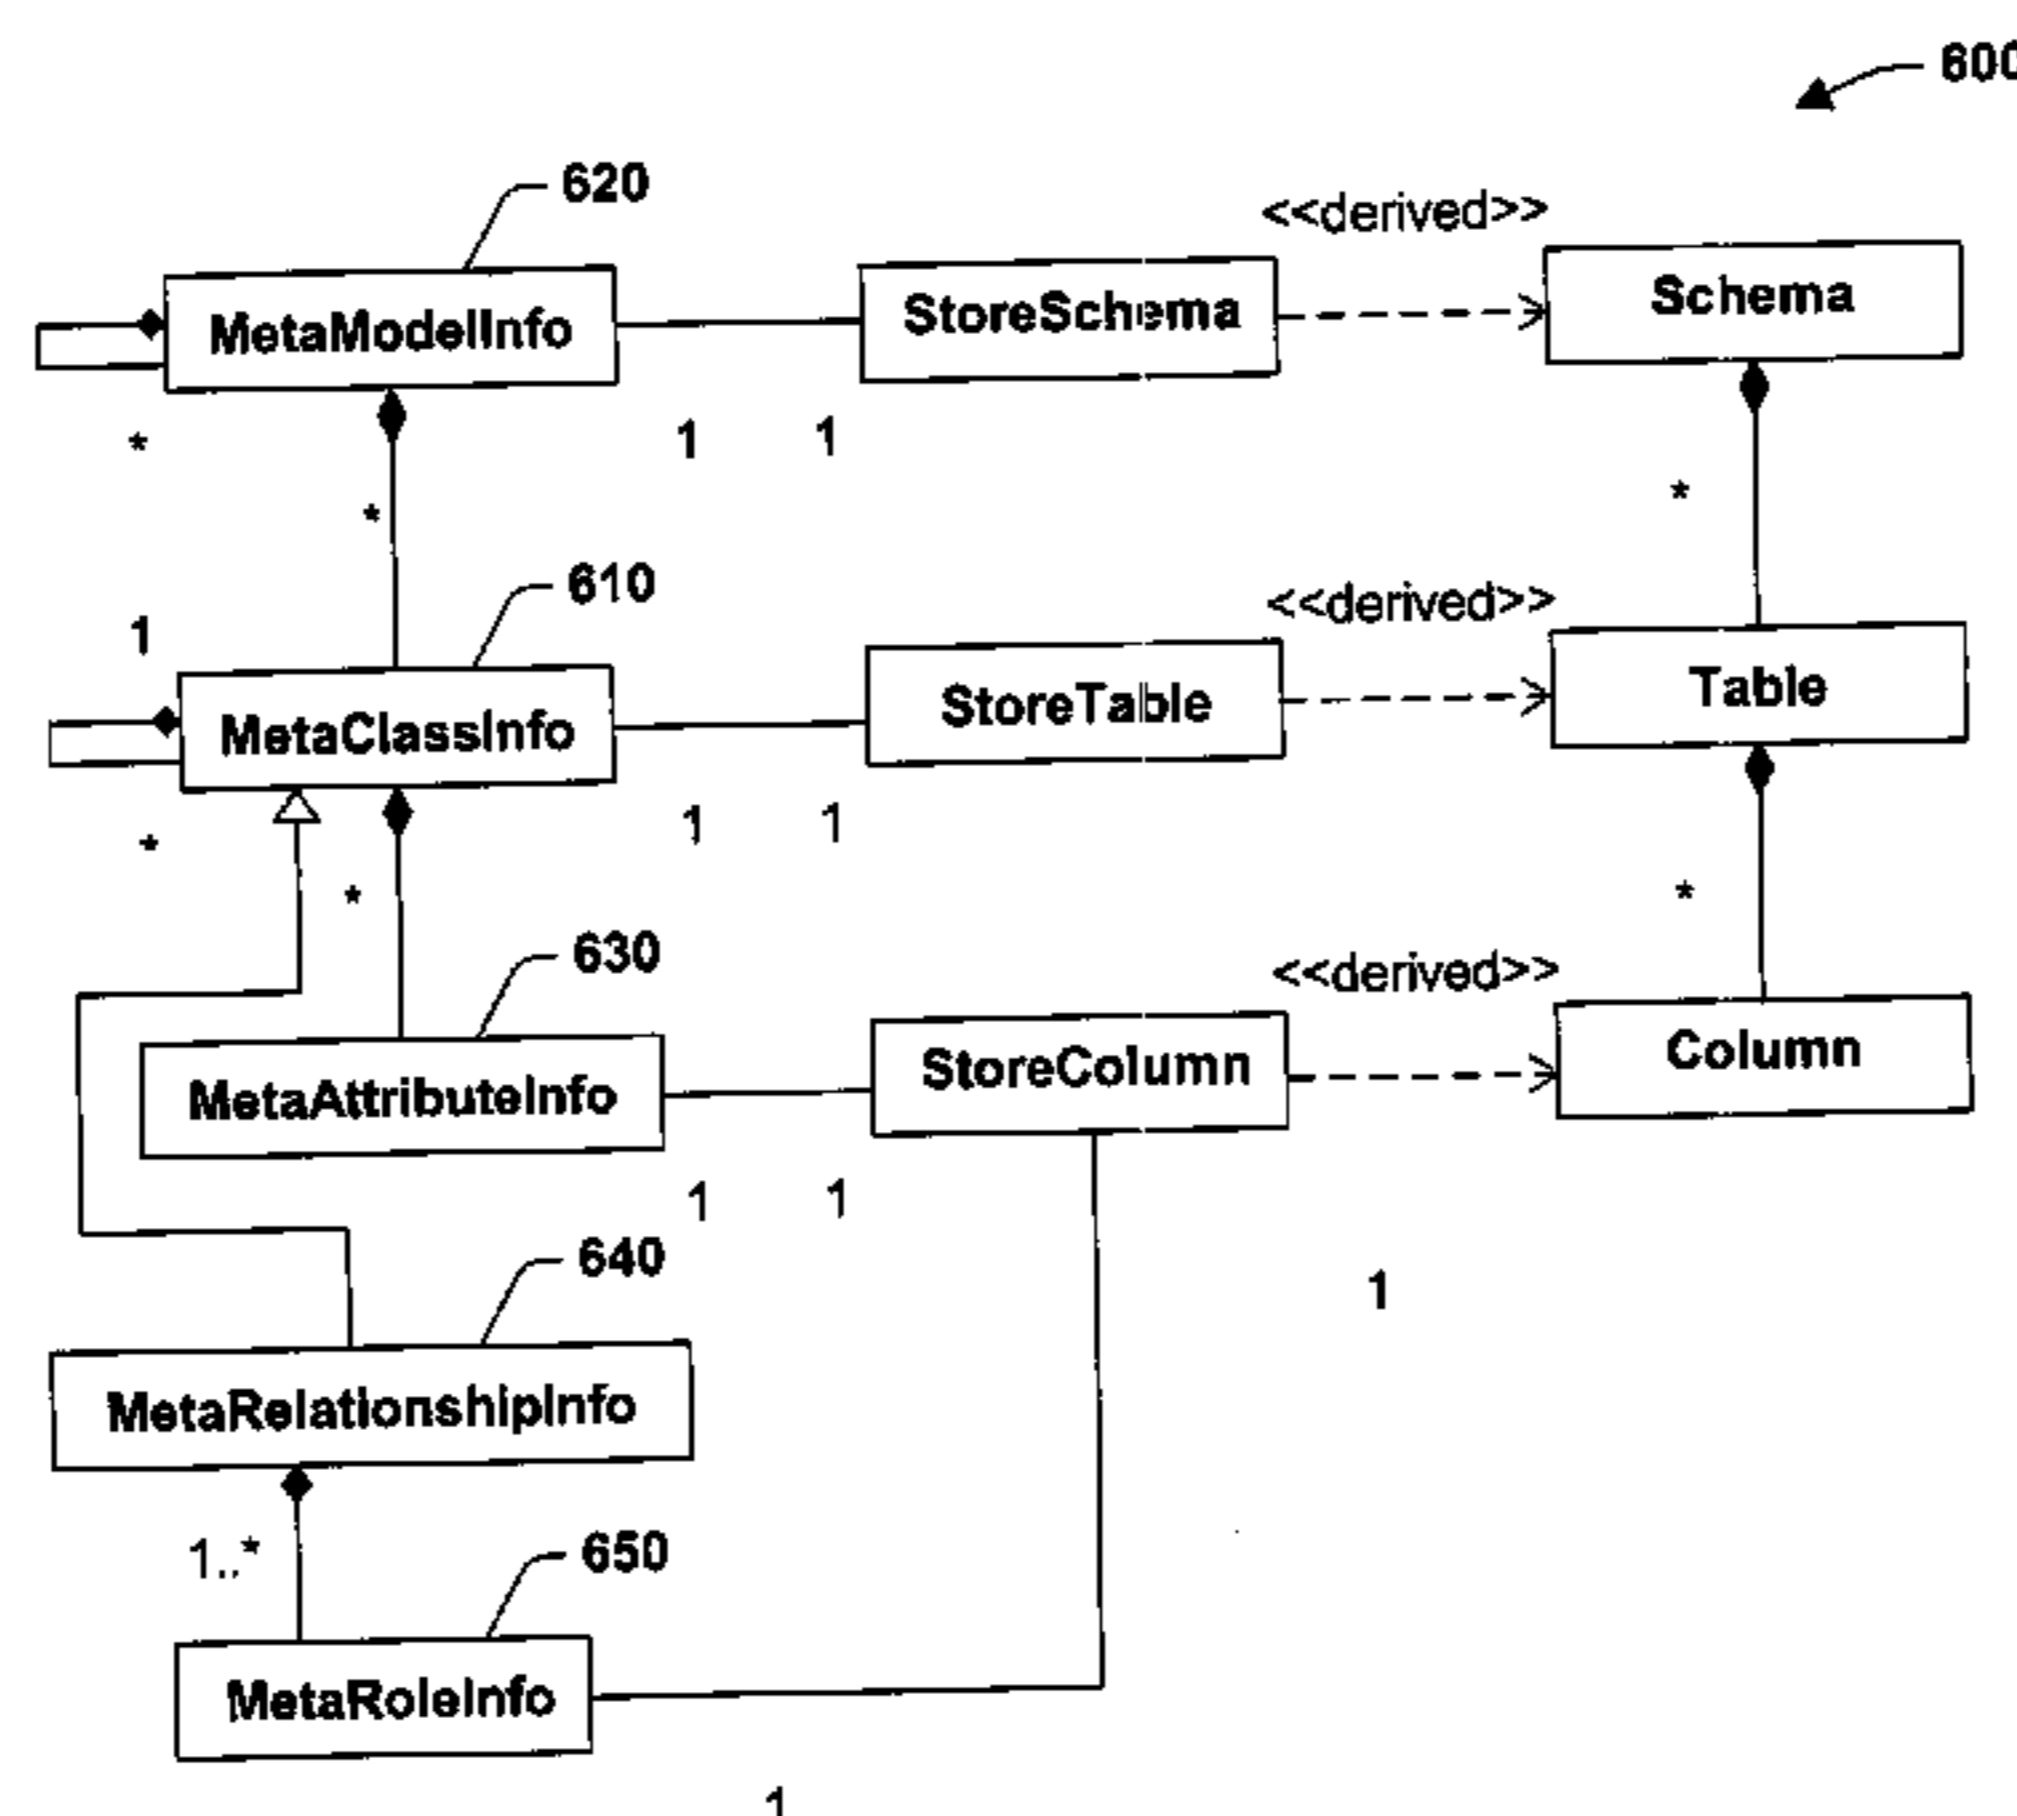 600
620
<<derived>>
MetaModelInfo
StoreSchema
Schema
*
1
1
*
*
610
<<derived>>
1
MetaClassInfo
StoreTable
Table
*
1
1
*
*
630
<<derived>>
MetaAttributeInfo
StoreColumn
Column
1
1
640
1
MetaRelationshipInfo
1..*
650
MetaRoleInfo
1